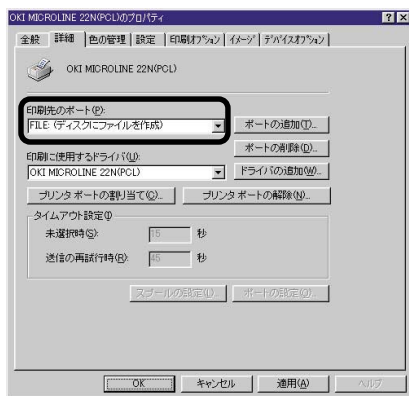 OKI MICROLINE 22N(PCL)のプロパティ
全般 詳細 色の管理 設定 印刷オプション イメージ デバイスオプション
OKI MICROLINE 22N(PCL)
印刷先のポート(P):
FILE: (ディスクにファイルを作成)
ポートの追加(T)...
ポートの削除(D)...
印刷に使用するドライバ(U):
OKI MICROLINE 22N(PCL)
ドライバの追加(W)...
プリンタ ポートの割り当て(C)...
プリンタ ポートの解除(N)...
タイムアウト設定
未選択時(S): 15 秒
送信の再試行時(R): 45 秒
スプールの設定(L)...
ポートの設定(O)...
OK キャンセル 適用(A) ヘルプ